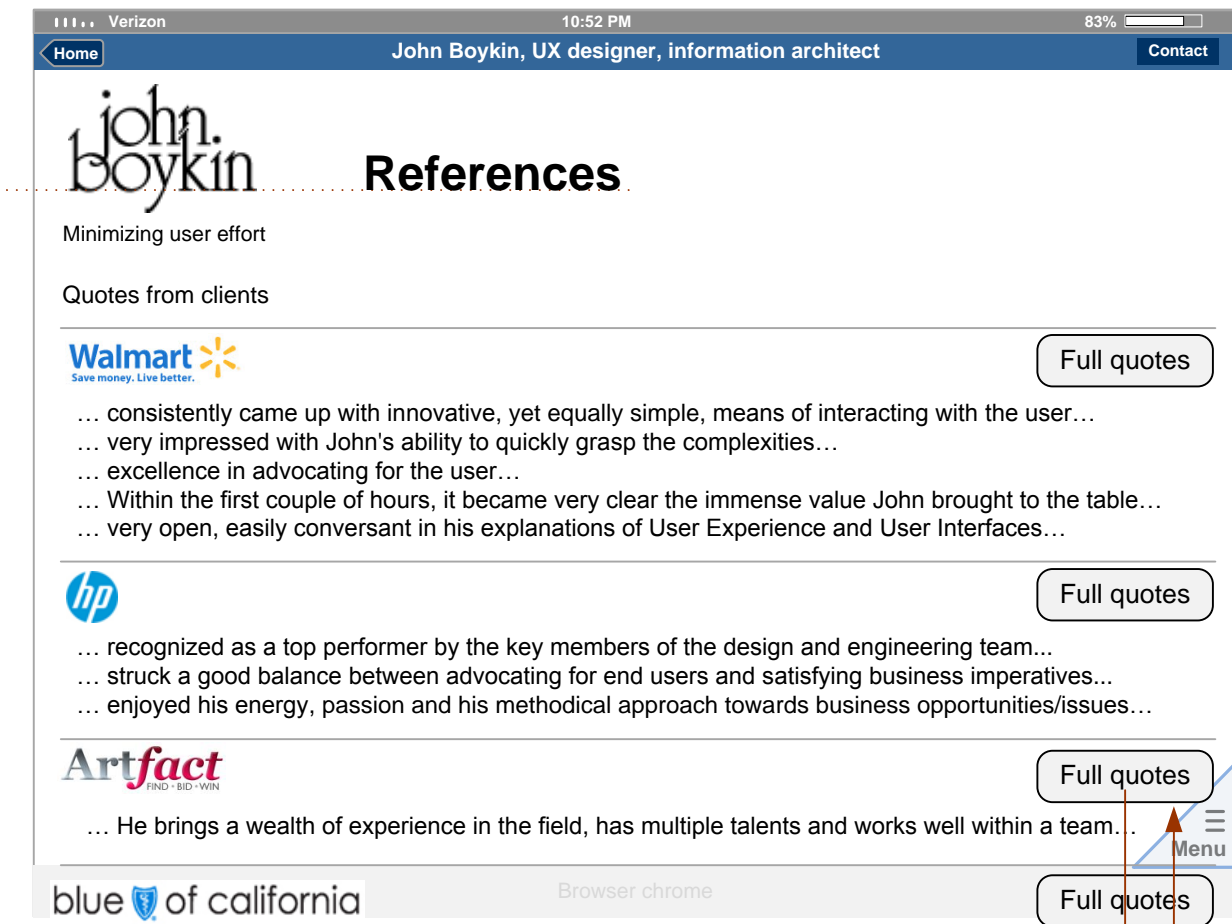 Verizon 10:52 PM 83%
Home John Boykin, UX designer, information architect Contact
john.
boykin
References
Minimizing user effort
Quotes from clients
Walmart
Save money. Live better.
Full quotes
… consistently came up with innovative, yet equally simple, means of interacting with the user…
… very impressed with John's ability to quickly grasp the complexities…
… excellence in advocating for the user…
… Within the first couple of hours, it became very clear the immense value John brought to the table…
… very open, easily conversant in his explanations of User Experience and User Interfaces…
hp
Full quotes
… recognized as a top performer by the key members of the design and engineering team...
… struck a good balance between advocating for end users and satisfying business imperatives...
… enjoyed his energy, passion and his methodical approach towards business opportunities/issues…
Artfact
FIND • BID • WIN
Full quotes
… He brings a wealth of experience in the field, has multiple talents and works well within a team…
Menu
blue of california
Browser chrome
Full quotes